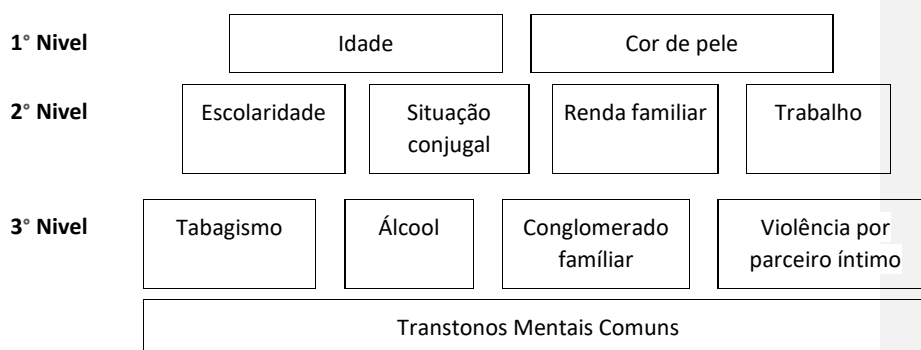 1° Nivel
Idade
Cor de pele
2° Nivel
Escolaridade
Situação
conjugal
Renda familiar
Trabalho
3° Nivel
Tabagismo
Álcool
Conglomerado
famíliar
Violência por
parceiro íntimo
Transtonos Mentais Comuns